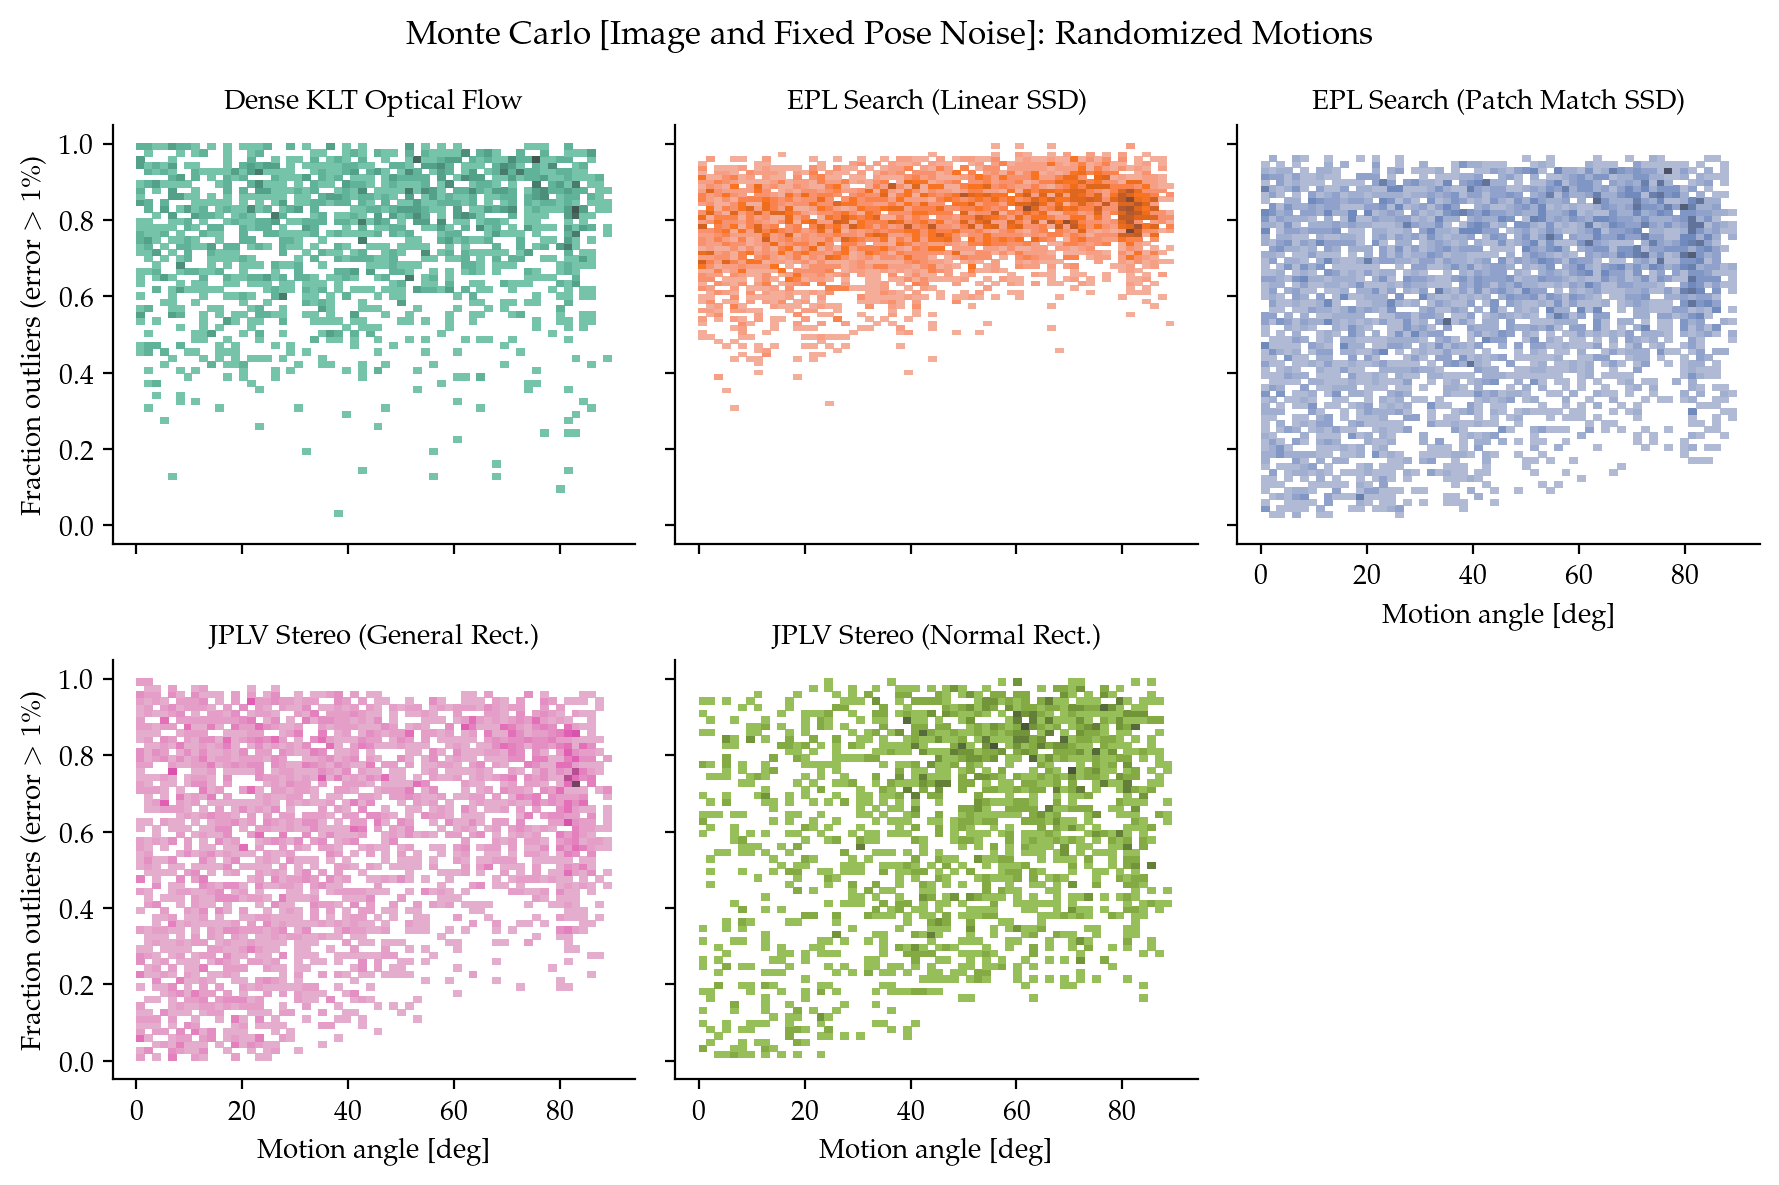 Monte Carlo [Image and Fixed Pose Noise]: Randomized Motions
Dense KLT Optical Flow
EPL Search (Linear SSD)
EPL Search (Patch Match SSD)
Fraction outliers (error > 1%)
1.0
0.8
0.6
0.4
0.2
0.0
0 20 40 60 80
Motion angle [deg]
JPLV Stereo (General Rect.)
JPLV Stereo (Normal Rect.)
Fraction outliers (error > 1%)
1.0
0.8
0.6
0.4
0.2
0.0
0 20 40 60 80
0 20 40 60 80
Motion angle [deg]
Motion angle [deg]